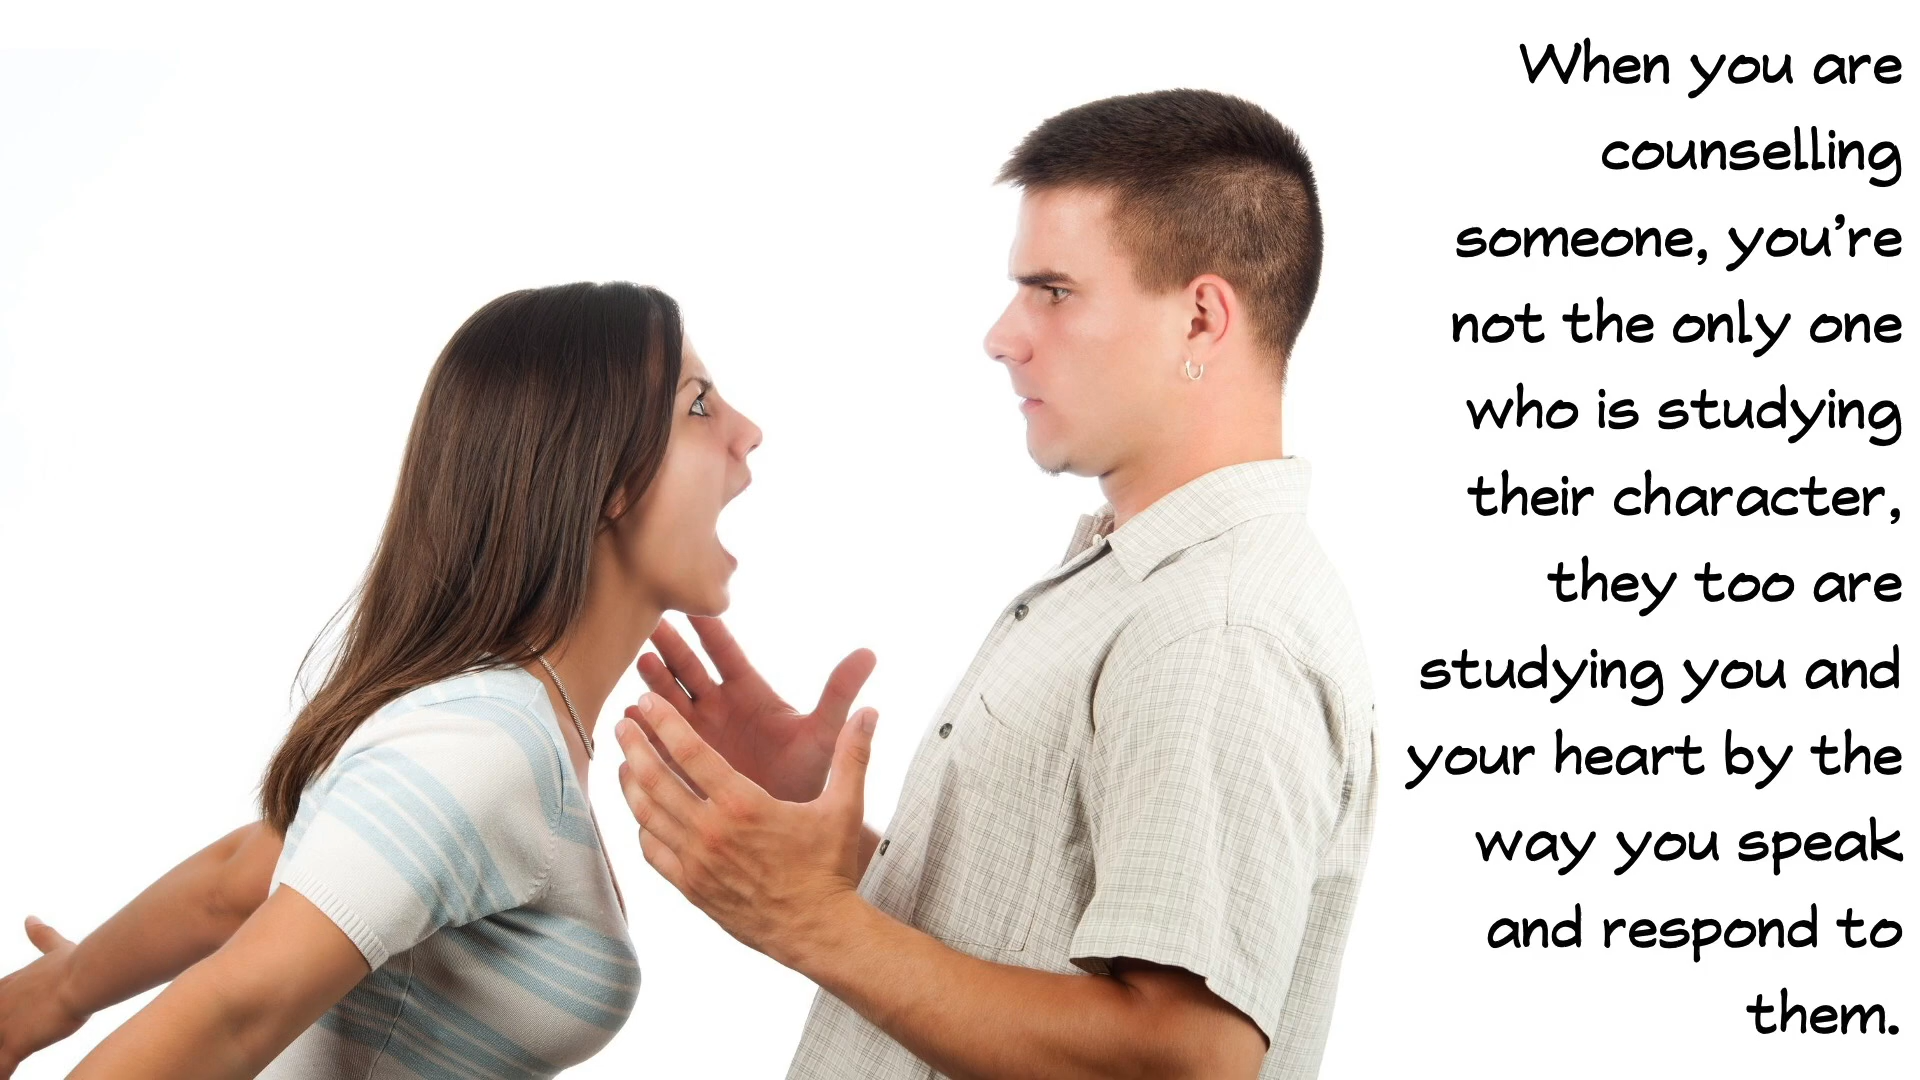 When you are
counselling
someone, you’re
not the only one
who is studying
their character,
they too are
studying you and
your heart by the
way you speak
and respond to
them.